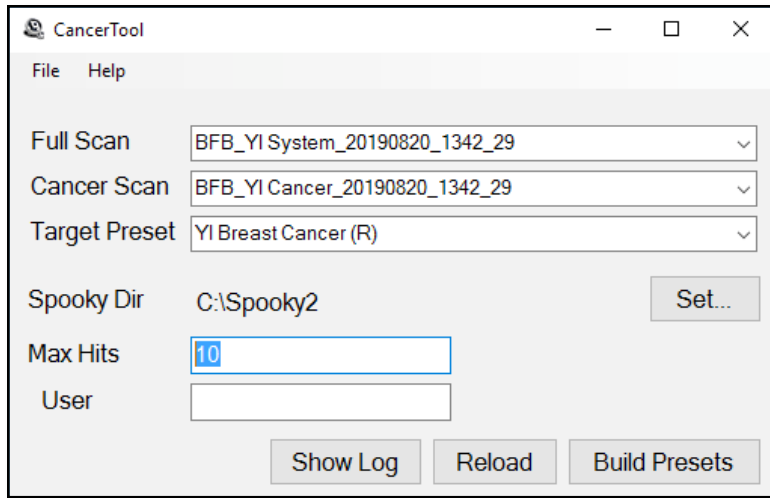 CancerTool
File Help
Full Scan BFB_YI System_20190820_1342_29
Cancer Scan BFB_YI Cancer_20190820_1342_29
Target Preset YI Breast Cancer (R)
Spooky Dir C:\Spooky2 Set...
Max Hits 10
User
Show Log Reload Build Presets